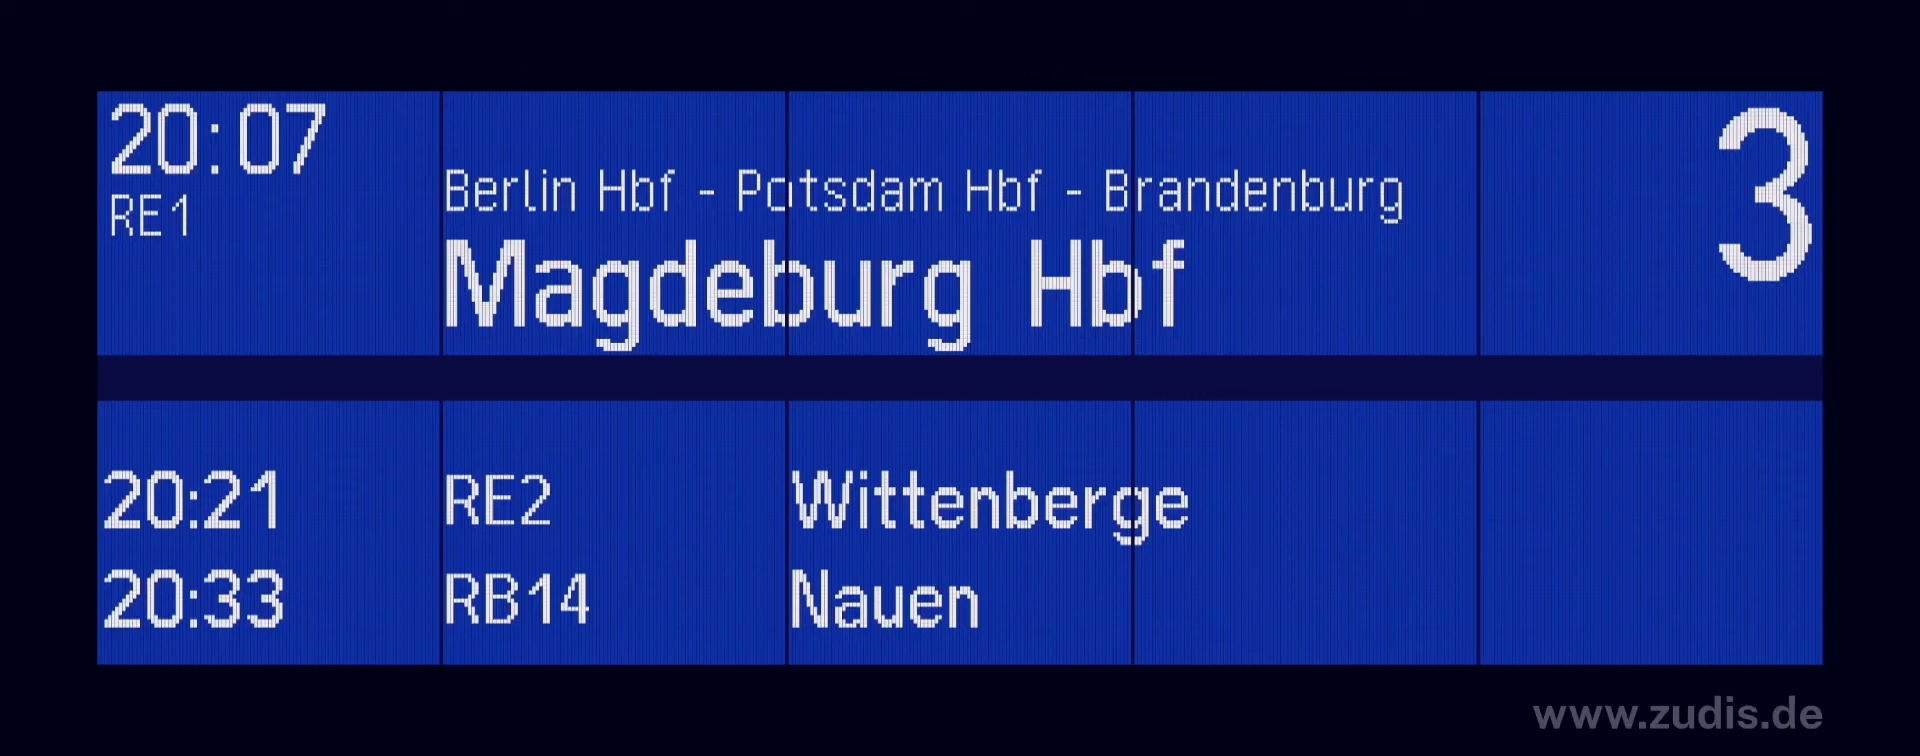 20:07
3
Berlin Hbf - Potsdam Hbf - Brandenburg
RE1
Magdeburg Hbf
20:21 RE2 Wittenberge
20:33 RB14 Nauen
www.zudis.de